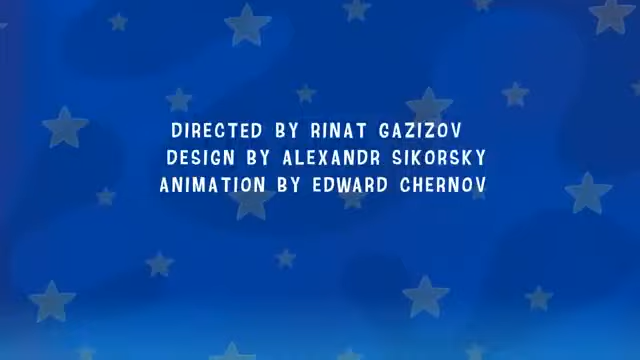 DIRECTED BY RINAT GAZIZOV
DESIGN BY ALEXANDR SIKORSKY
ANIMATION BY EDWARD CHERNOV